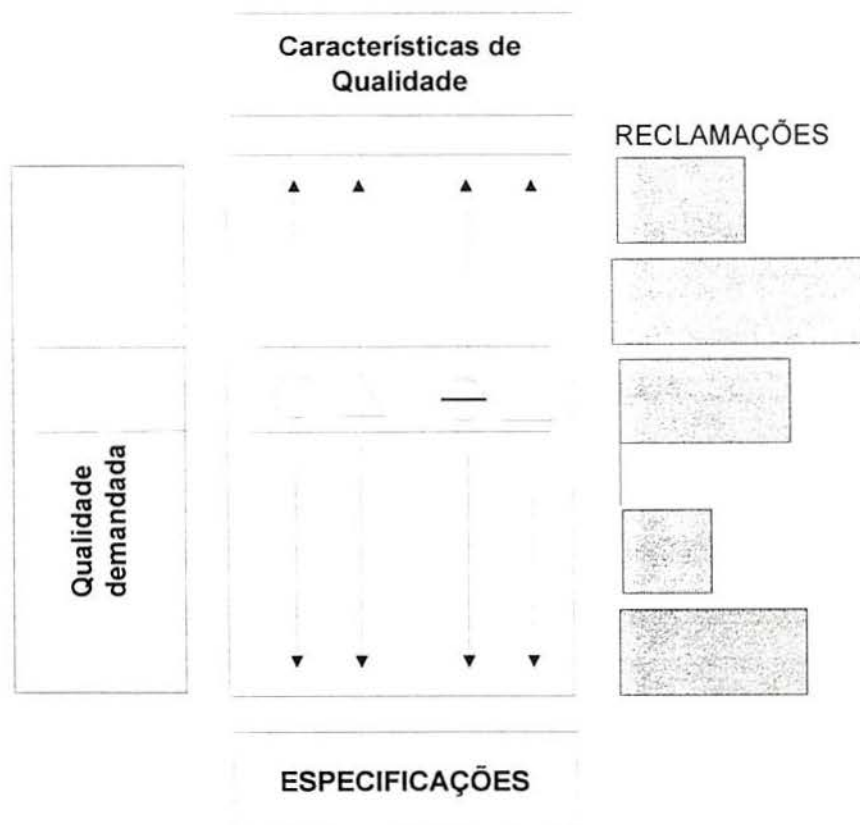 Características de
Qualidade
RECLAMAÇÕES
Qualidade
demandada
ESPECIFICAÇÕES